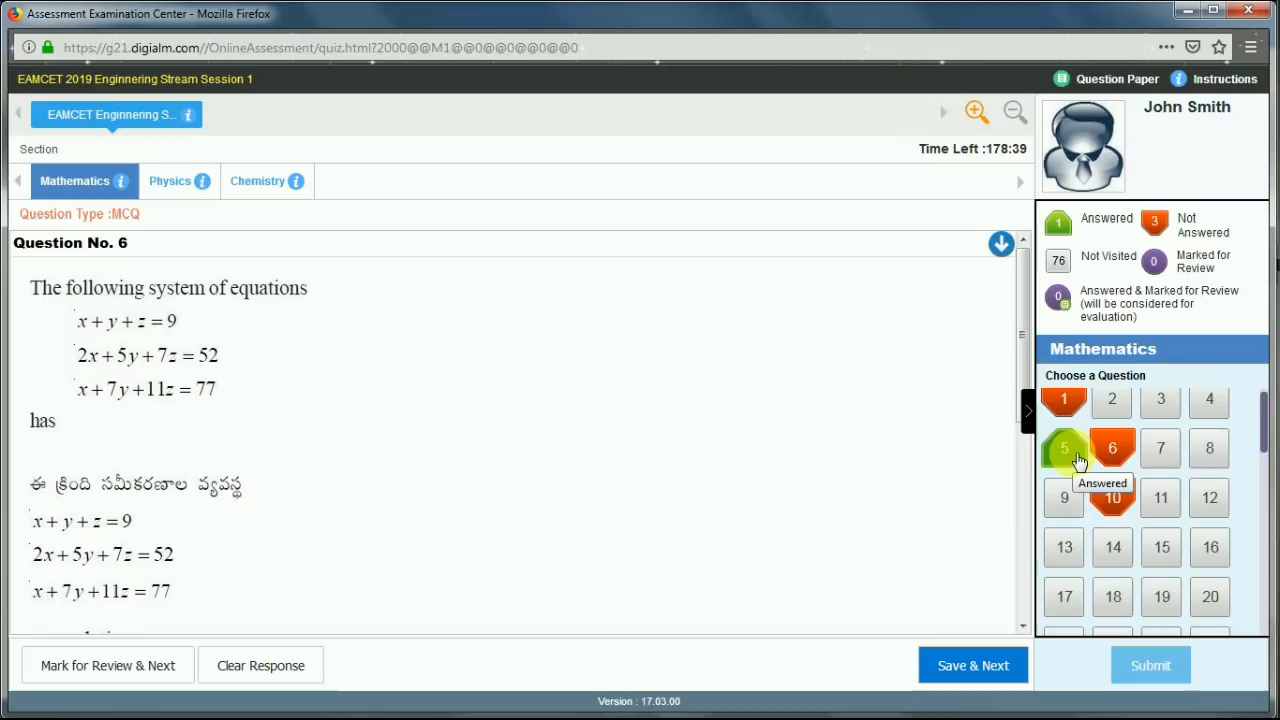 Assessment Examination Center - Mozilla Firefox
https://g21.digialm.com//OnlineAssessment/quiz.html?2000@@M1@@0@@0@@0@@0
EAMCET 2019 Enginnering Stream Session 1
Question Paper
Instructions
EAMCET Enginnering S...
John Smith
Section
Time Left :178:39
Mathematics
Physics
Chemistry
Question Type :MCQ
Question No. 6
The following system of equations
x + y + z = 9
2x + 5y + 7z = 52
x + 7y + 11z = 77
has
ఈ క్రింది సమీకరణాల వ్యవస్థ
x + y + z = 9
2x + 5y + 7z = 52
x + 7y + 11z = 77
1 Answered
3 Not Answered
76 Not Visited
0 Marked for Review
0 Answered & Marked for Review (will be considered for evaluation)
Mathematics
Choose a Question
1 2 3 4
5 6 7 8
Answered
9 10 11 12
13 14 15 16
17 18 19 20
Mark for Review & Next
Clear Response
Save & Next
Submit
Version : 17.03.00